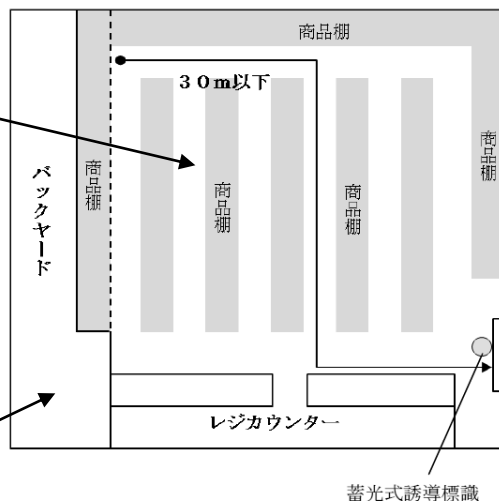 商品棚
３０ｍ以下
商品棚
商品棚
商品棚
商品棚
バックヤード
レジカウンター
蓄光式誘導標識